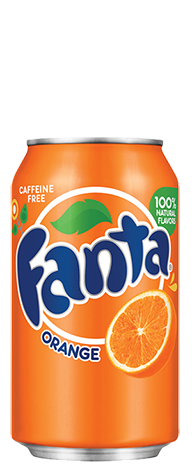 CAFFEINE
FREE
100%
NATURAL
FLAVORS
Fanta
ORANGE